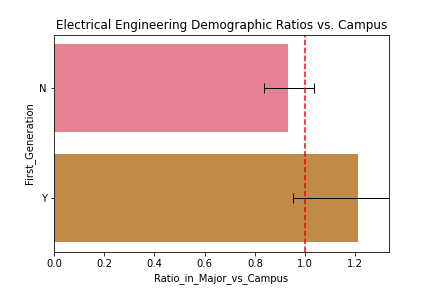 Electrical Engineering Demographic Ratios vs. Campus
First_Generation
N
Y
0.0 0.2 0.4 0.6 0.8 1.0 1.2
Ratio_in_Major_vs_Campus